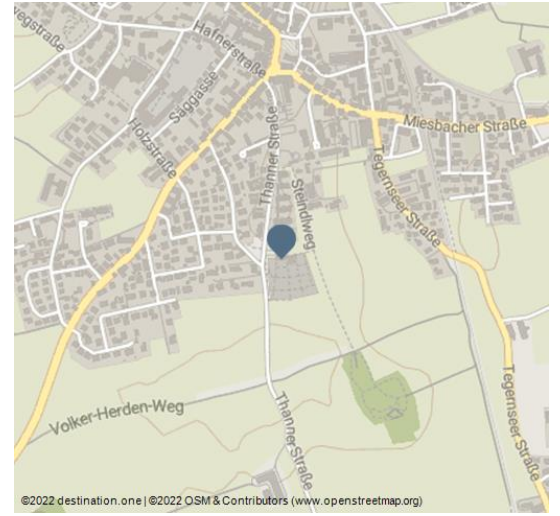 wegstraße
Hafnerstraße
Säggasse
Holzstraße
Thanner Straße
Miesbacher Straße
Steindlweg
Tegernseer Straße
Volker-Herden-Weg
Thanner Straße
Tegernseer Straße
©2022 destination.one | ©2022 OSM & Contributors (www.openstreetmap.org)